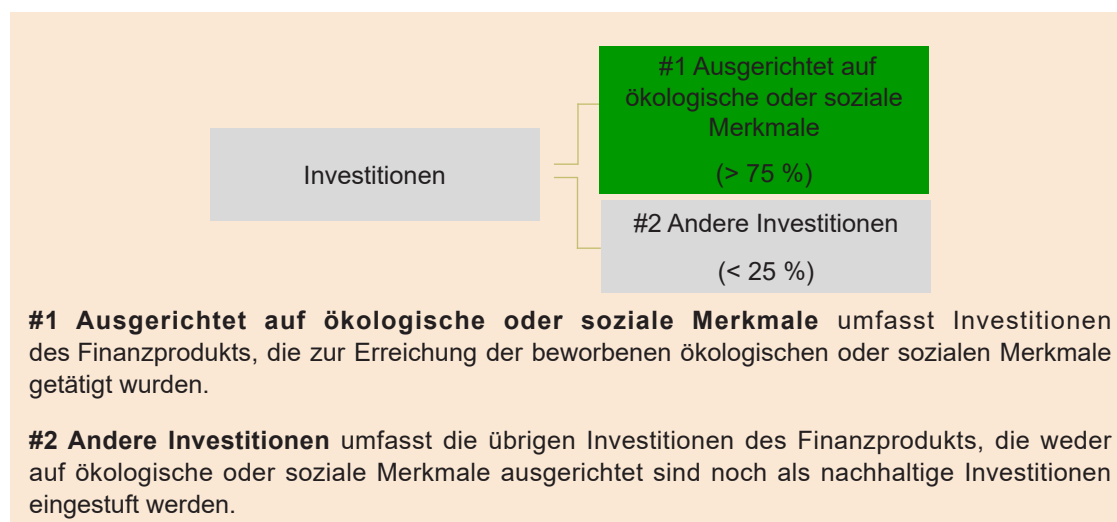 #1 Ausgerichtet auf
ökologische oder soziale
Merkmale
(> 75 %)
Investitionen
#2 Andere Investitionen
(< 25 %)
#1 Ausgerichtet auf ökologische oder soziale Merkmale umfasst Investitionen
des Finanzprodukts, die zur Erreichung der beworbenen ökologischen oder sozialen Merkmale
getätigt wurden.
#2 Andere Investitionen umfasst die übrigen Investitionen des Finanzprodukts, die weder
auf ökologische oder soziale Merkmale ausgerichtet sind noch als nachhaltige Investitionen
eingestuft werden.